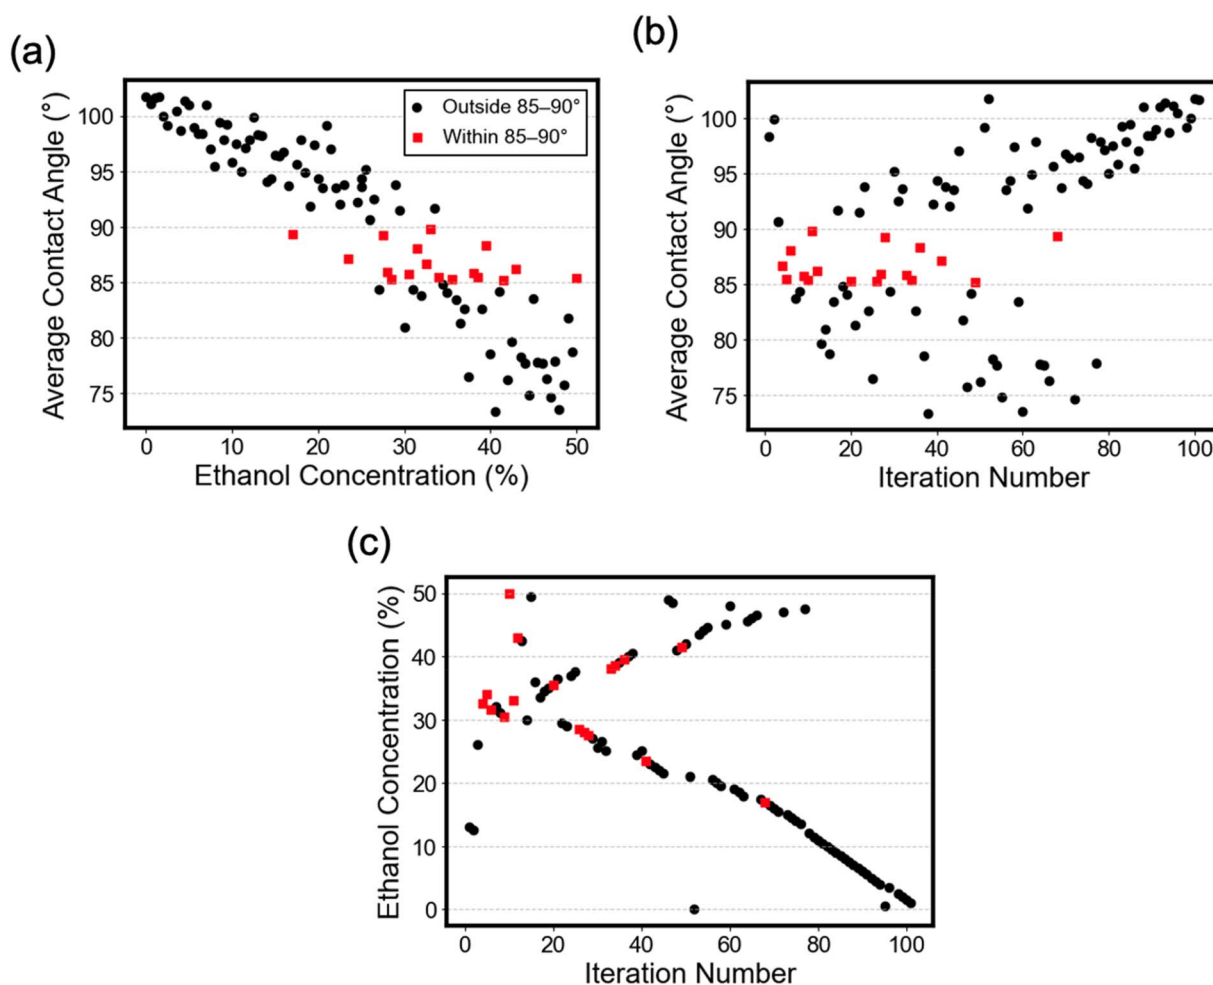 (a)
Average Contact Angle (°)
100
95
90
85
80
75
Outside 85–90°
Within 85–90°
0 10 20 30 40 50
Ethanol Concentration (%)
(b)
Average Contact Angle (°)
100
95
90
85
80
75
0 20 40 60 80 100
Iteration Number
(c)
Ethanol Concentration (%)
50
40
30
20
10
0
0 20 40 60 80 100
Iteration Number